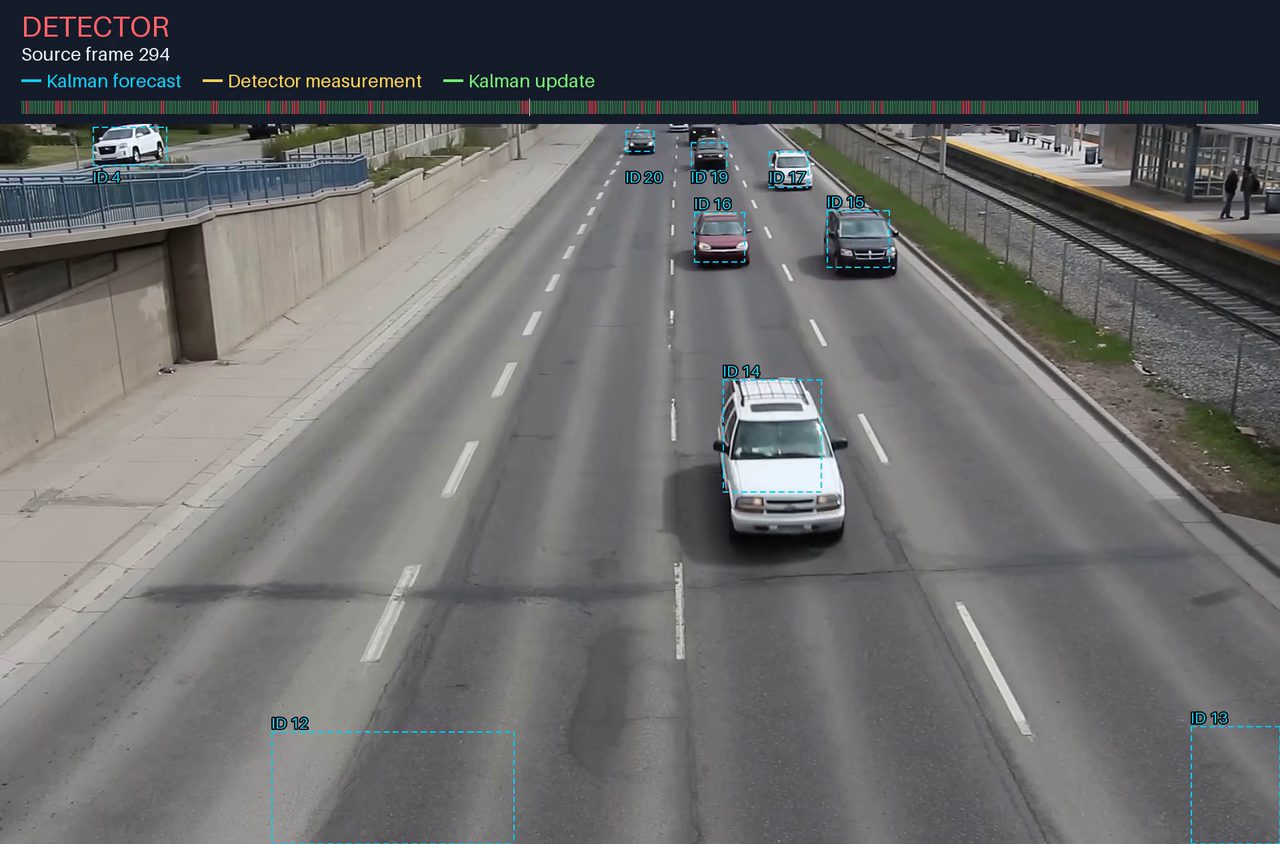 DETECTOR
Source frame 294
Kalman forecast Detector measurement Kalman update
ID 4
ID 20 ID 19 ID 17
ID 16 ID 15
ID 14
ID 12 ID 13